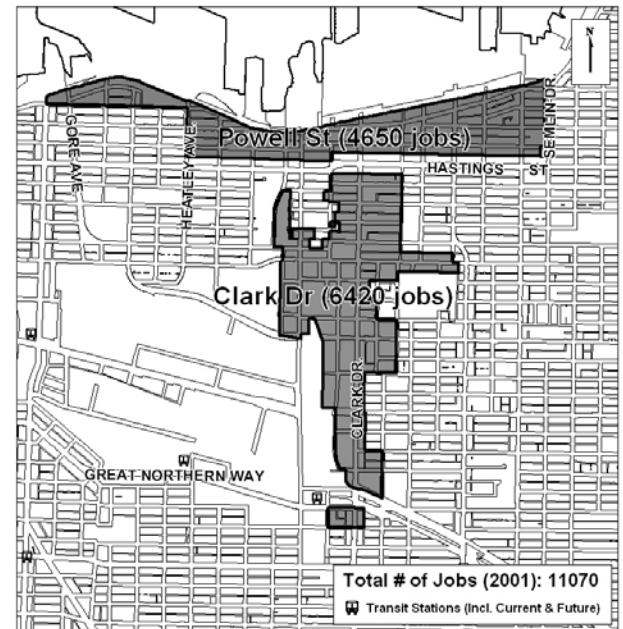 N
SEMLIN DR.
GORE AVE.
HEATLEY AVE.
Powell St (4650 jobs)
HASTINGS ST
Clark Dr (6420 jobs)
CLARK DR.
GREAT NORTHERN WAY
Total # of Jobs (2001): 11070
Transit Stations (Incl. Current & Future)